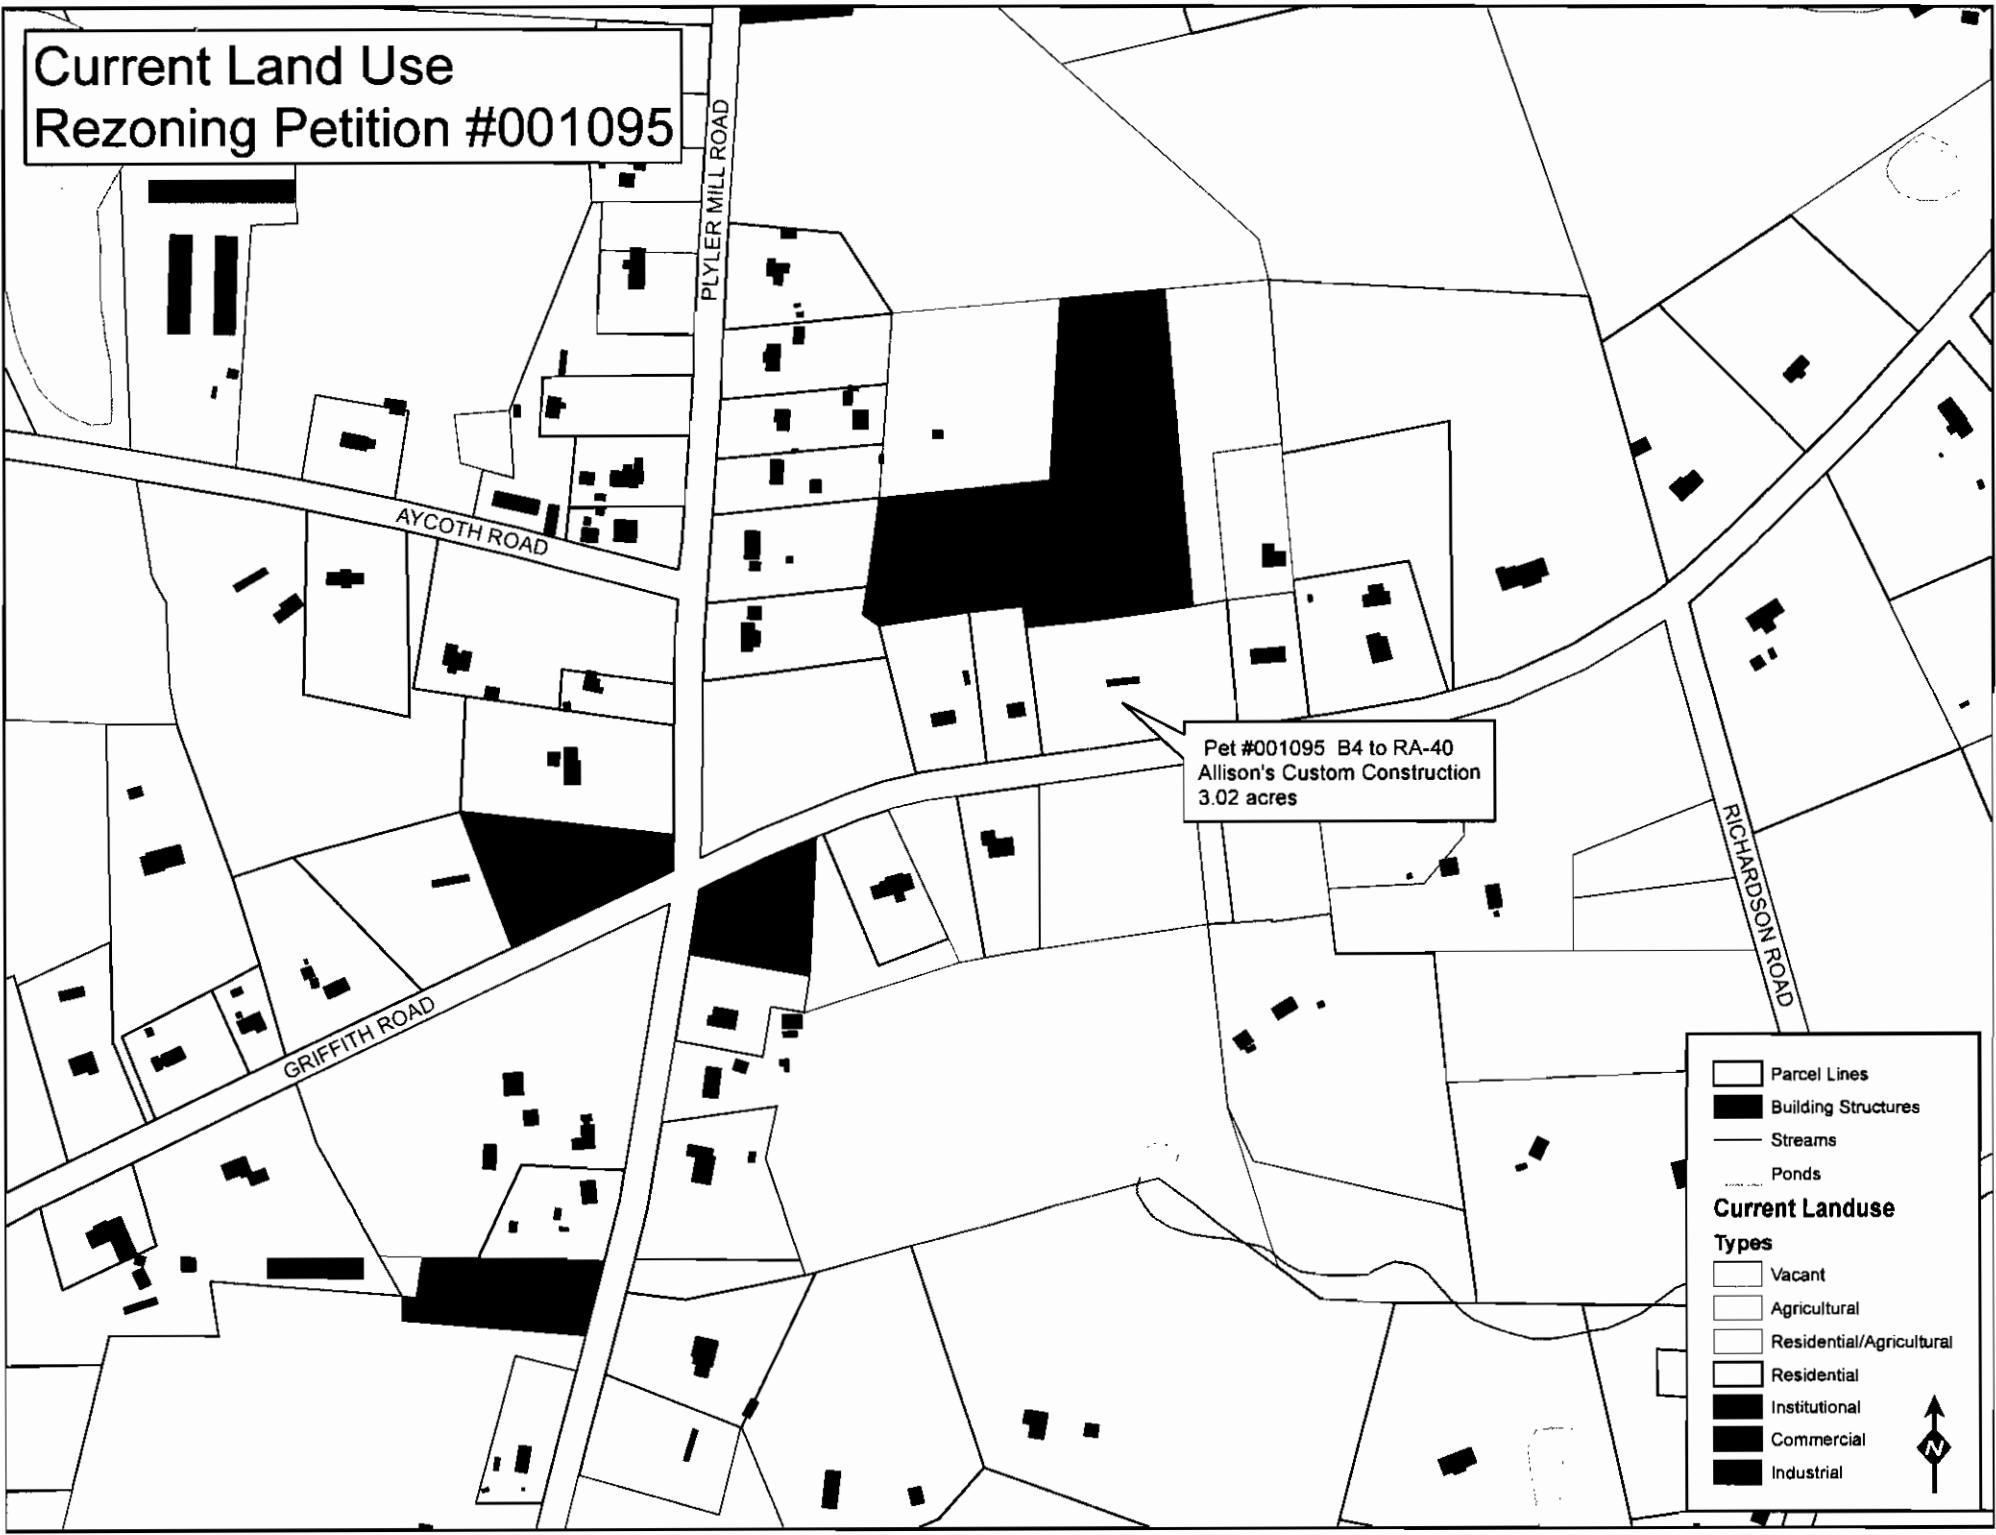 Current Land Use
Rezoning Petition #001095
PLYLER MILL ROAD
AYCOTH ROAD
Pet #001095 B4 to RA-40
Allison's Custom Construction
3.02 acres
RICHARDSON ROAD
GRIFFITH ROAD
Parcel Lines
Building Structures
Streams
Ponds
Current Landuse
Types
Vacant
Agricultural
Residential/Agricultural
Residential
Institutional
Commercial
Industrial
N